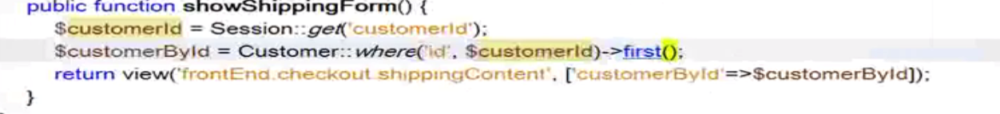 public function showShippingForm() {
$customerId = Session::get('customerId');
$customerById = Customer::where('id', $customerId)->first();
return view('frontEnd.checkout.shippingContent', ['customerById'=>$customerById]);
}